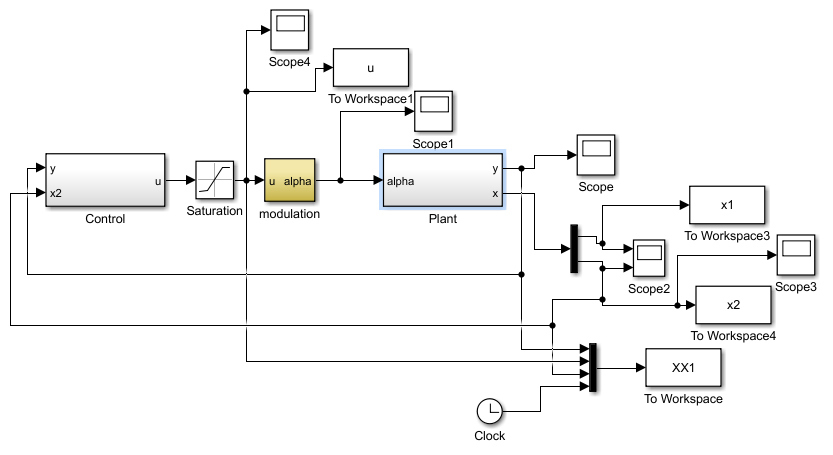 Scope4
u
To Workspace1
Scope1
y
x2
u
Control
Saturation
u alpha
modulation
alpha
y
x
Plant
Scope
x1
To Workspace3
Scope2
Scope3
x2
To Workspace4
XX1
To Workspace
Clock